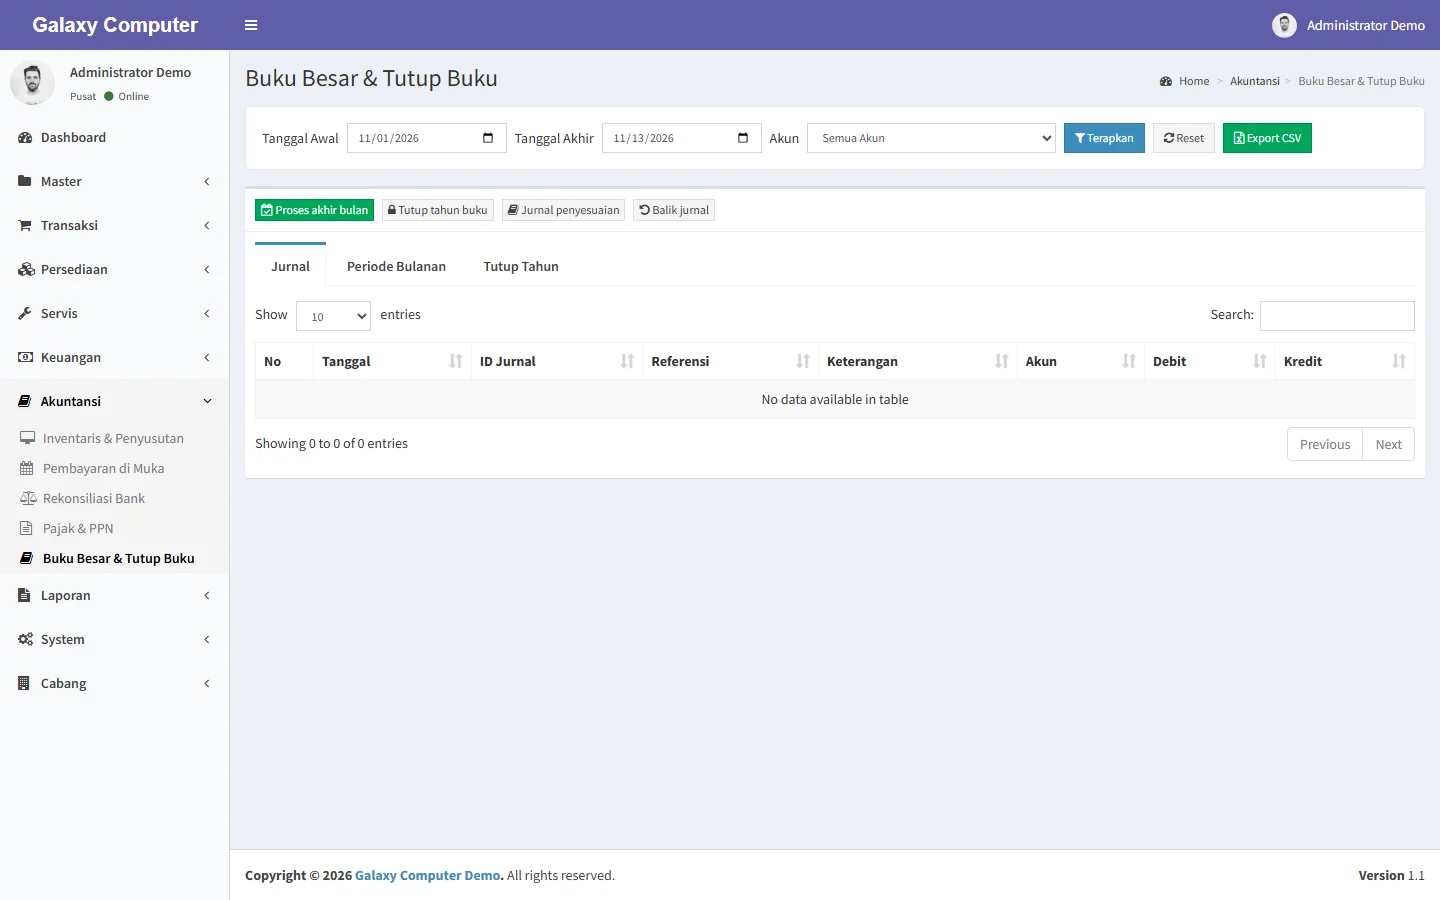 Galaxy Computer
Administrator Demo
Administrator Demo
Pusat Online
Dashboard
Master
Transaksi
Persediaan
Servis
Keuangan
Akuntansi
Inventaris & Penyusutan
Pembayaran di Muka
Rekonsiliasi Bank
Pajak & PPN
Buku Besar & Tutup Buku
Laporan
System
Cabang
Buku Besar & Tutup Buku
Home > Akuntansi > Buku Besar & Tutup Buku
Tanggal Awal 11/01/2026 Tanggal Akhir 11/13/2026 Akun Semua Akun Terapkan Reset Export CSV
Proses akhir bulan Tutup tahun buku Jurnal penyesuaian Balik jurnal
Jurnal Periode Bulanan Tutup Tahun
Show 10 entries Search:
No Tanggal ID Jurnal Referensi Keterangan Akun Debit Kredit
No data available in table
Showing 0 to 0 of 0 entries Previous Next
Copyright © 2026 Galaxy Computer Demo. All rights reserved. Version 1.1